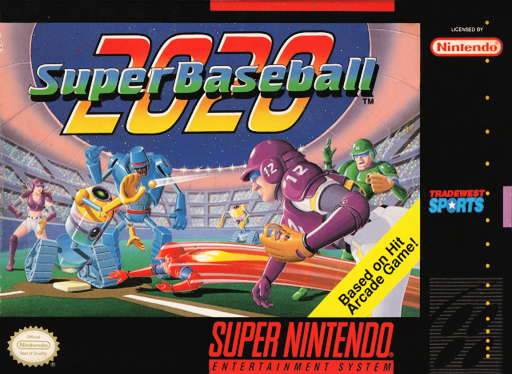 LICENSED BY
Nintendo
2020
Super Baseball
TM
12
12
TRADEWEST
SPORTS
Based on Hit
Arcade Game!
Official
Nintendo
Seal of Quality
SUPER NINTENDO
ENTERTAINMENT SYSTEM